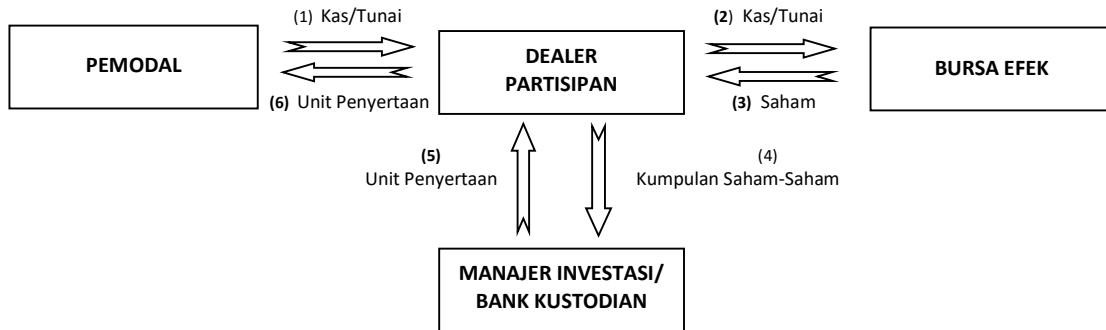 (1) Kas/Tunai
(2) Kas/Tunai
PEMODAL
DEALER
PARTISIPAN
BURSA EFEK
(6) Unit Penyertaan
(3) Saham
(5)
Unit Penyertaan
(4)
Kumpulan Saham-Saham
MANAJER INVESTASI/
BANK KUSTODIAN